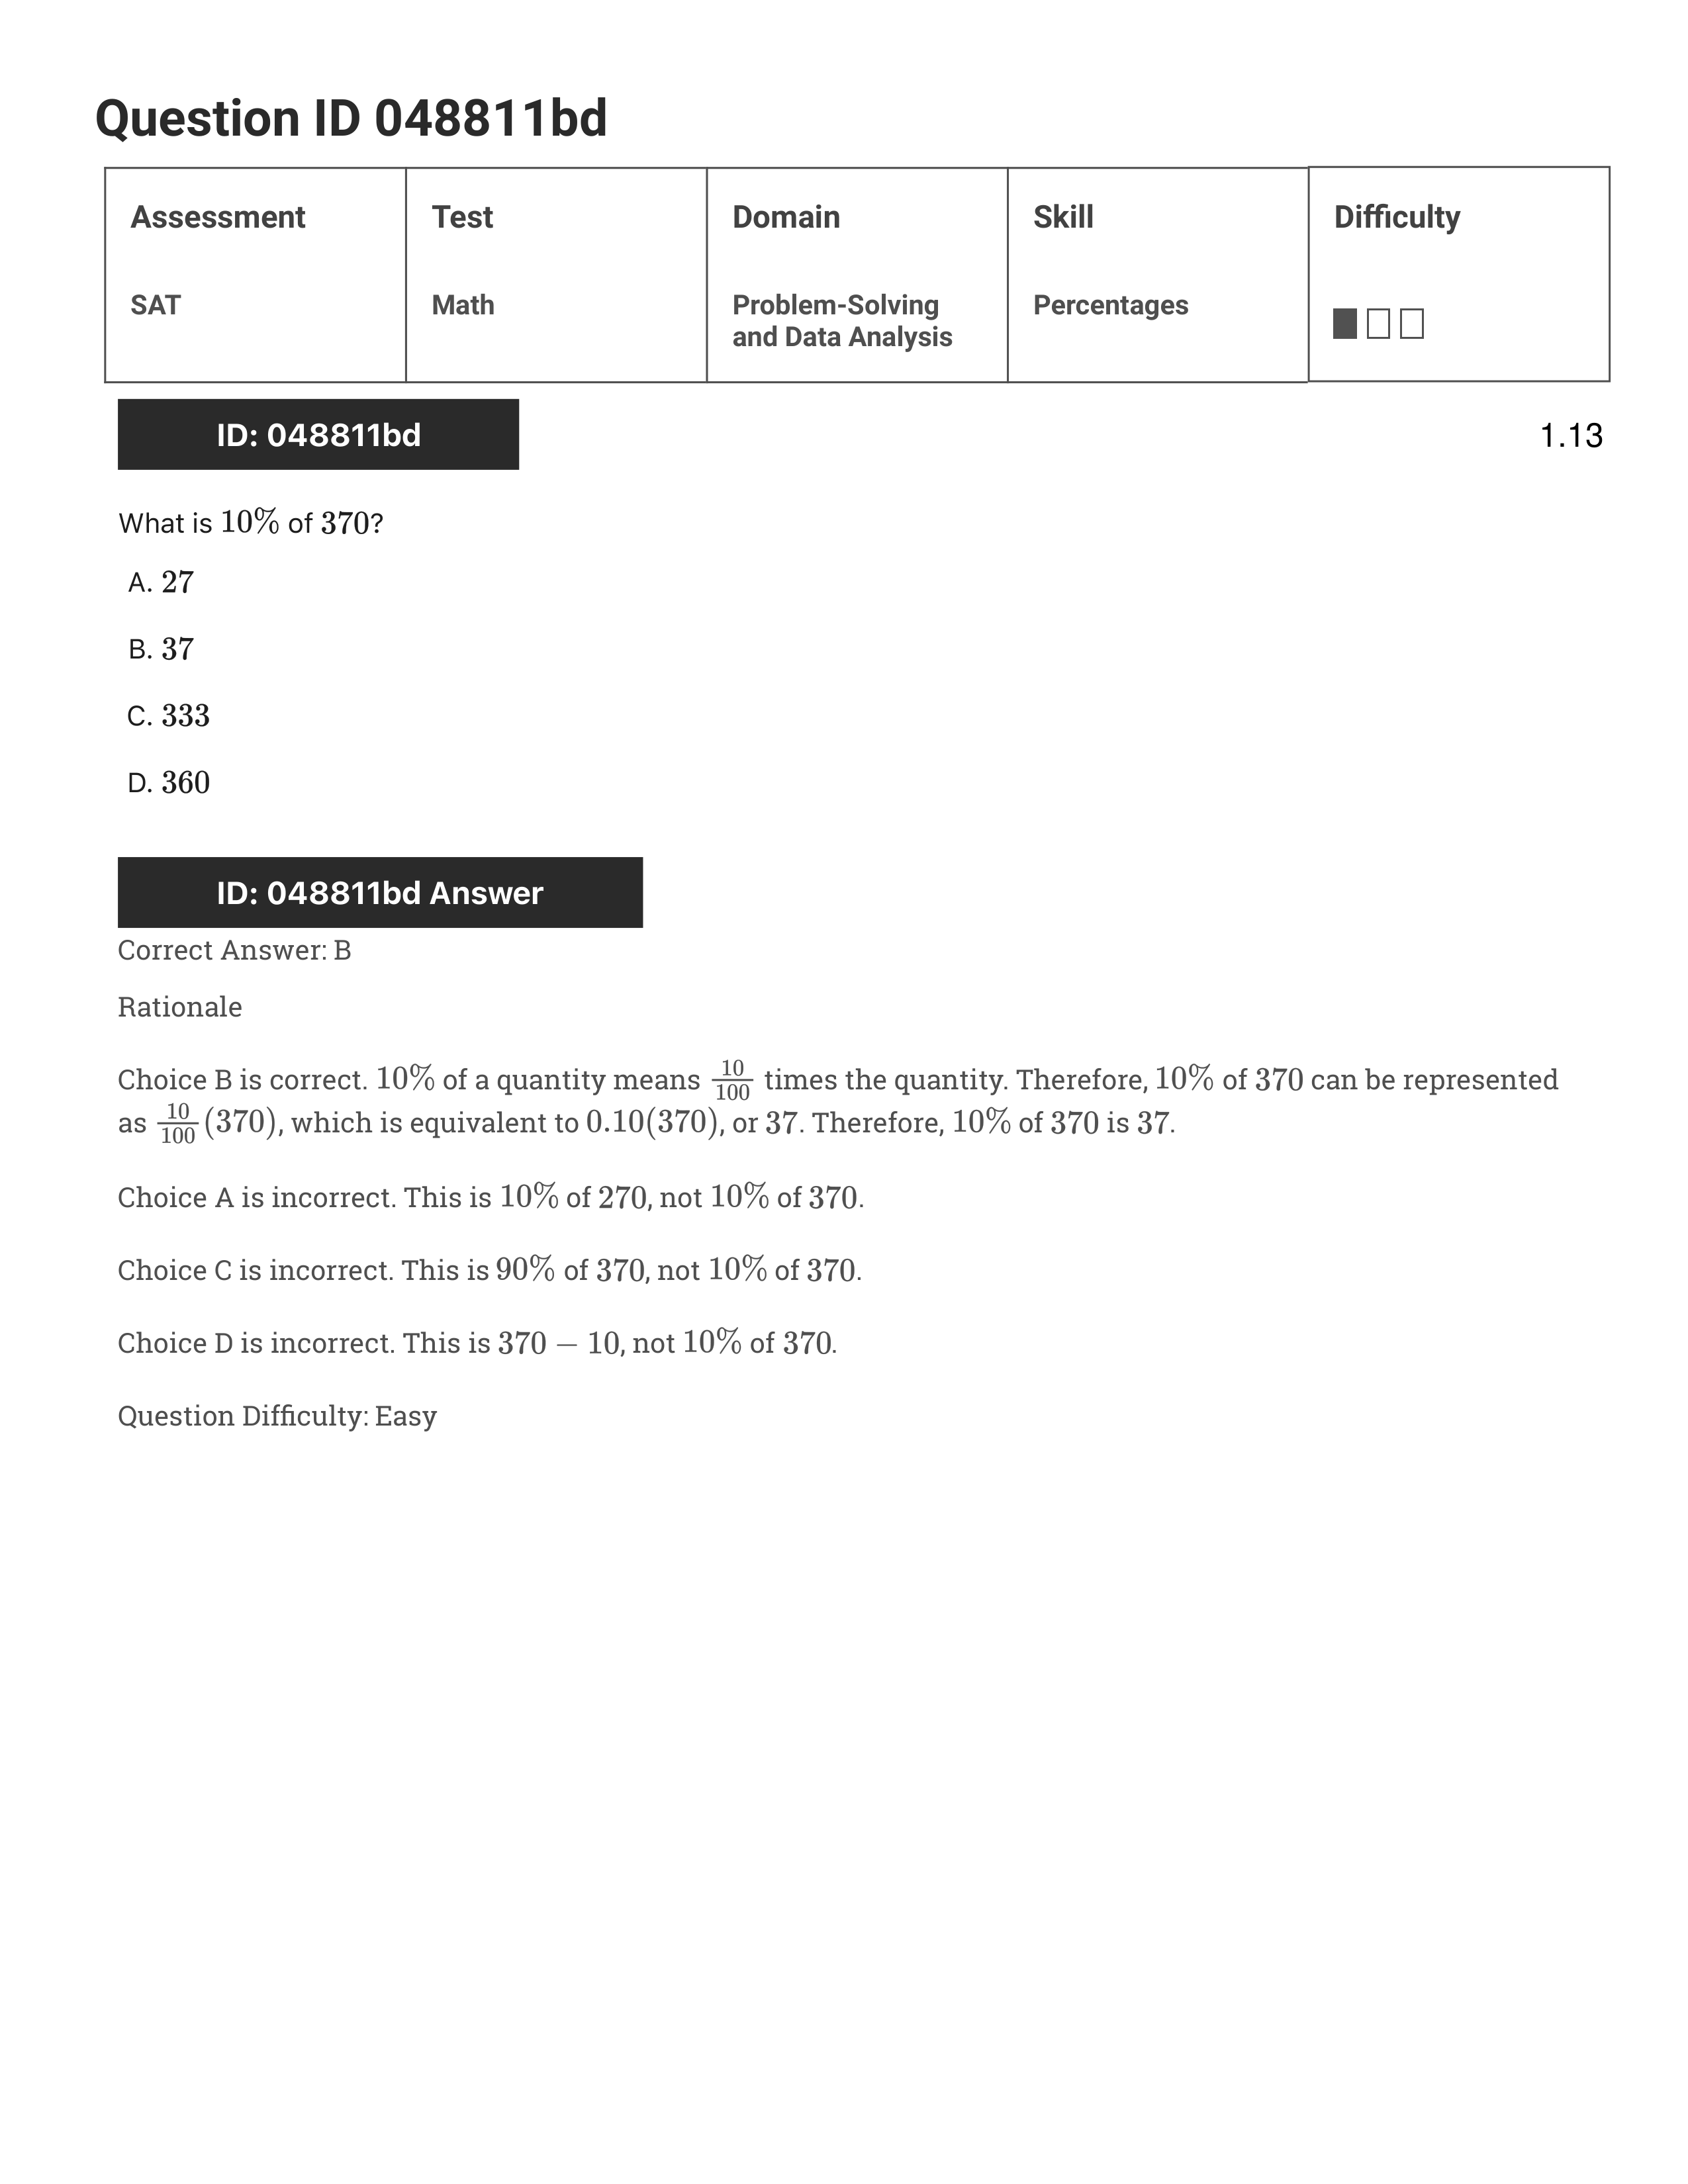 Question ID 048811bd
Assessment Test Domain Skill Difficulty
SAT Math Problem-Solving and Data Analysis Percentages
ID: 048811bd
1.13
What is 10% of 370?
A. 27
B. 37
C. 333
D. 360
ID: 048811bd Answer
Correct Answer: B
Rationale
Choice B is correct. 10% of a quantity means 10/100 times the quantity. Therefore, 10% of 370 can be represented
as 10/100(370), which is equivalent to 0.10(370), or 37. Therefore, 10% of 370 is 37.
Choice A is incorrect. This is 10% of 270, not 10% of 370.
Choice C is incorrect. This is 90% of 370, not 10% of 370.
Choice D is incorrect. This is 370 − 10, not 10% of 370.
Question Difficulty: Easy